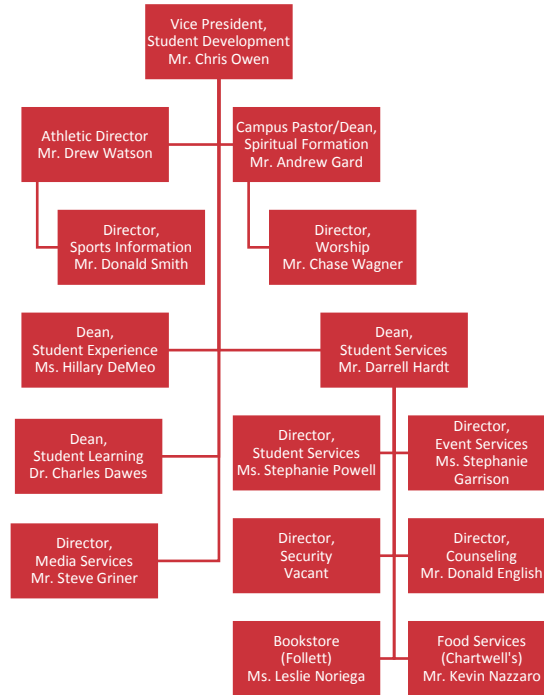 Vice President,
Student Development
Mr. Chris Owen
Athletic Director
Mr. Drew Watson
Campus Pastor/Dean,
Spiritual Formation
Mr. Andrew Gard
Director,
Sports Information
Mr. Donald Smith
Director,
Worship
Mr. Chase Wagner
Dean,
Student Experience
Ms. Hillary DeMeo
Dean,
Student Services
Mr. Darrell Hardt
Dean,
Student Learning
Dr. Charles Dawes
Director,
Student Services
Ms. Stephanie Powell
Director,
Event Services
Ms. Stephanie
Garrison
Director,
Media Services
Mr. Steve Griner
Director,
Security
Vacant
Director,
Counseling
Mr. Donald English
Bookstore
(Follett)
Ms. Leslie Noriega
Food Services
(Chartwell's)
Mr. Kevin Nazzaro